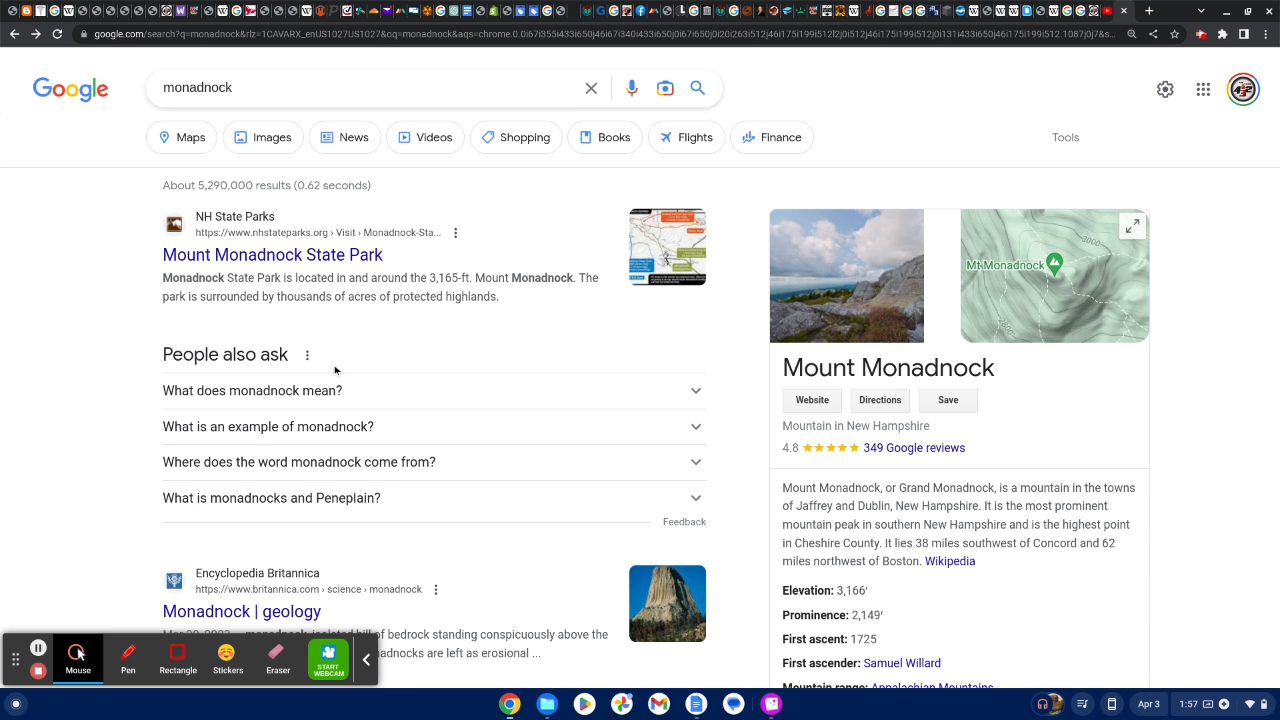 google.com/search?q=monadnock&rlz=1CAVARX_enUS1027US1027&oq=monadnock&aqs=chrome.0.0i67i355i433i650j46i67i340i433i650j0i67i650j0i20i263i512j46i175i199i512l2j0i512j46i175i199i512j0i131i433i650j46i175i199i512.1087j0j7&s...
Google
monadnock
Maps
Images
News
Videos
Shopping
Books
Flights
Finance
Tools
About 5,290,000 results (0.62 seconds)
NH State Parks
https://www.nhstateparks.org › Visit › Monadnock-Sta...
Mount Monadnock State Park
Monadnock State Park is located in and around the 3,165-ft. Mount Monadnock. The
park is surrounded by thousands of acres of protected highlands.
People also ask
What does monadnock mean?
What is an example of monadnock?
Where does the word monadnock come from?
What is monadnocks and Peneplain?
Feedback
Encyclopedia Britannica
https://www.britannica.com › science › monadnock
Monadnock | geology
hill of bedrock standing conspicuously above the
nadnocks are left as erosional ...
3000
Mt Monadnock
Mount Monadnock
Website
Directions
Save
Mountain in New Hampshire
4.8
349 Google reviews
Mount Monadnock, or Grand Monadnock, is a mountain in the towns
of Jaffrey and Dublin, New Hampshire. It is the most prominent
mountain peak in southern New Hampshire and is the highest point
in Cheshire County. It lies 38 miles southwest of Concord and 62
miles northwest of Boston. Wikipedia
Elevation: 3,166′
Prominence: 2,149′
First ascent: 1725
First ascender: Samuel Willard
Mountain range: Appalachian Mountains
Mouse
Pen
Rectangle
Stickers
Eraser
START
WEBCAM
Apr 3
1:57